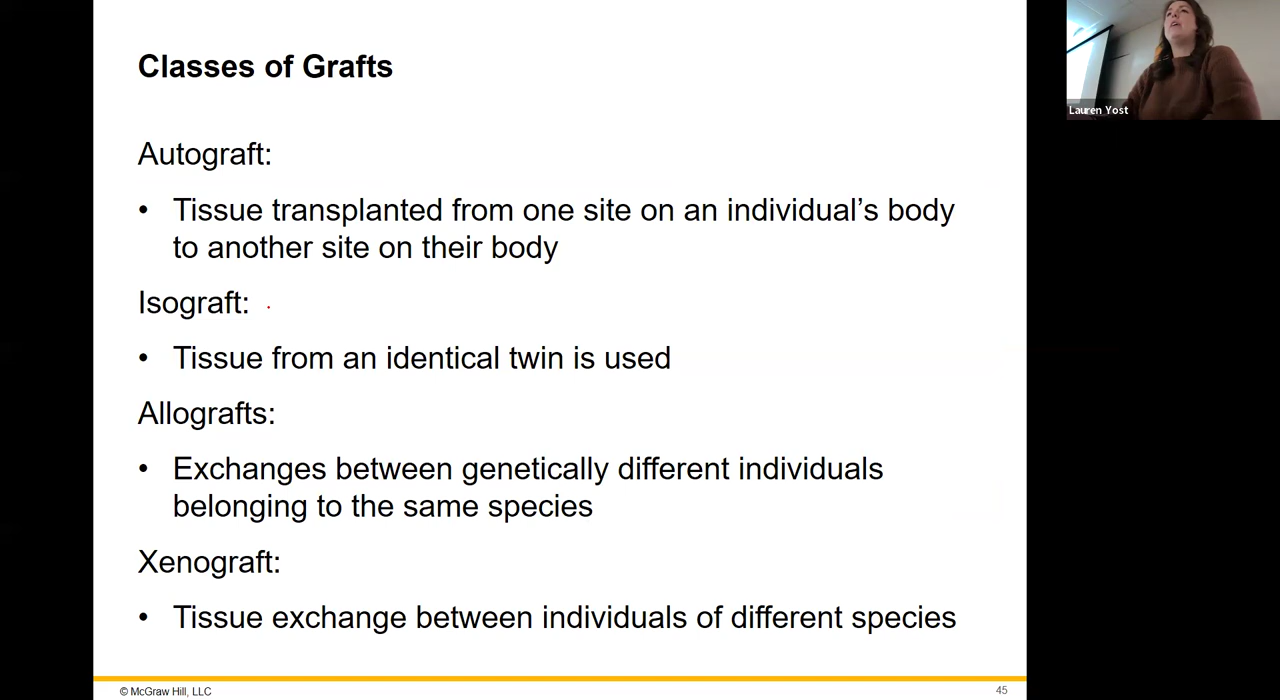 Classes of Grafts
Autograft:
• Tissue transplanted from one site on an individual’s body
to another site on their body
Isograft:
• Tissue from an identical twin is used
Allografts:
• Exchanges between genetically different individuals
belonging to the same species
Xenograft:
• Tissue exchange between individuals of different species
© McGraw Hill, LLC
45
Lauren Yost